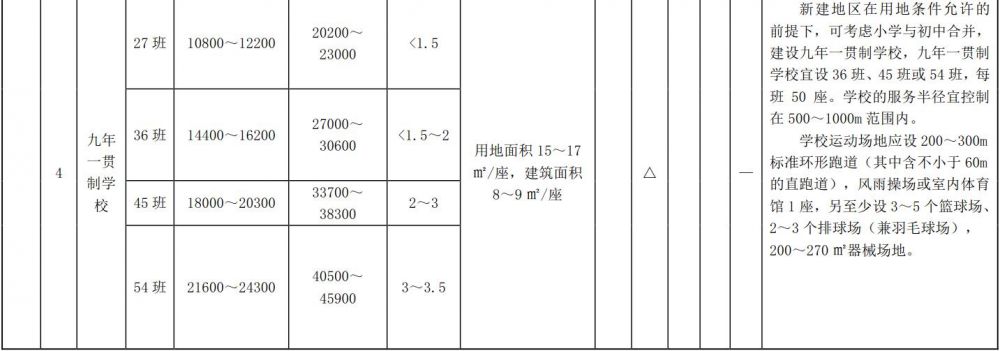 27 班
10800～12200
20200～
23000
<1.5
4
九年
一贯
制学
校
36 班
14400～16200
27000～
30600
<1.5～2
45 班
18000～20300
33700～
38300
2～3
54 班
21600～24300
40500～
45900
3～3.5
用地面积 15～17
㎡/座，建筑面积
8～9 ㎡/座
△
—
新建地区在用地条件允许的
前提下，可考虑小学与初中合并，
建设九年一贯制学校，九年一贯制
学校宜设 36 班、45 班或 54 班，每
班 50 座。学校的服务半径宜控制
在 500～1000m 范围内。
学校运动场地应设 200～300m
标准环形跑道（其中含不小于 60m
的直跑道），风雨操场或室内体育
馆 1 座，另至少设 3～5 个篮球场、
2～3 个排球场（兼羽毛球场），
200～270 ㎡器械场地。